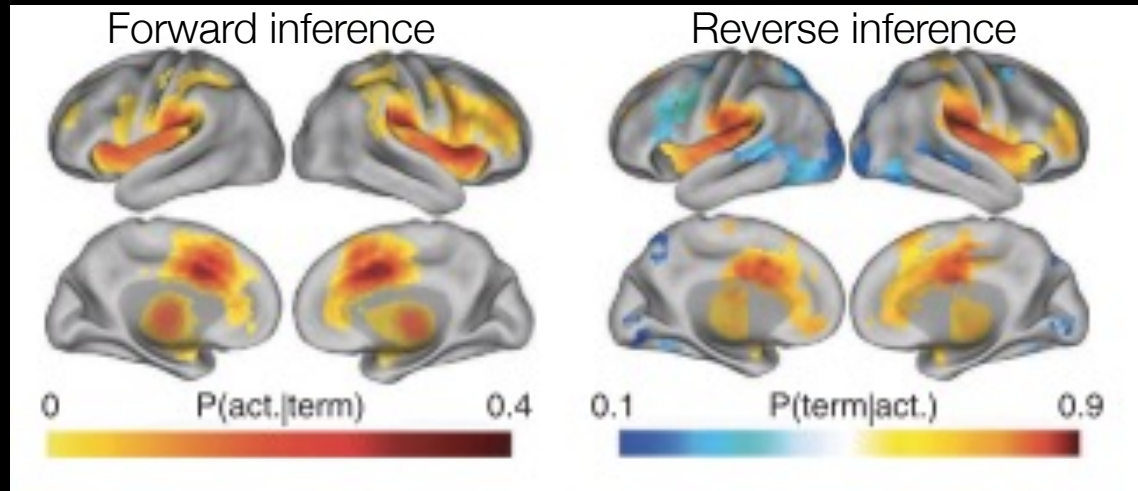 Forward inference
Reverse inference
0 P(act.|term) 0.4
0.1 P(term|act.) 0.9